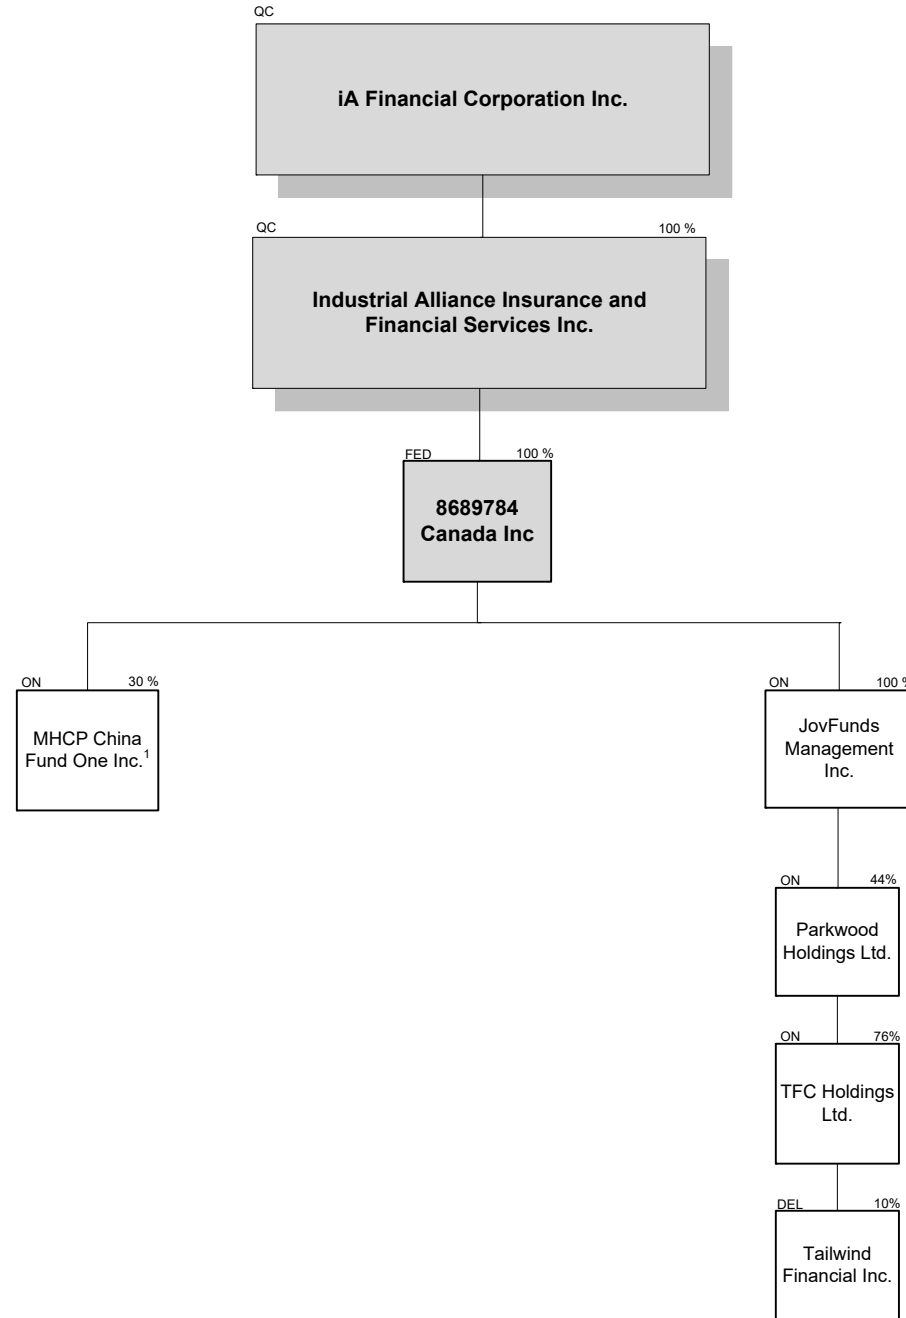 QC
iA Financial Corporation Inc.
QC 100 %
Industrial Alliance Insurance and
Financial Services Inc.
FED 100 %
8689784
Canada Inc
ON 30 %
MHCP China
Fund One Inc.1
ON 100 %
JovFunds
Management
Inc.
ON 44%
Parkwood
Holdings Ltd.
ON 76%
TFC Holdings
Ltd.
DEL 10%
Tailwind
Financial Inc.